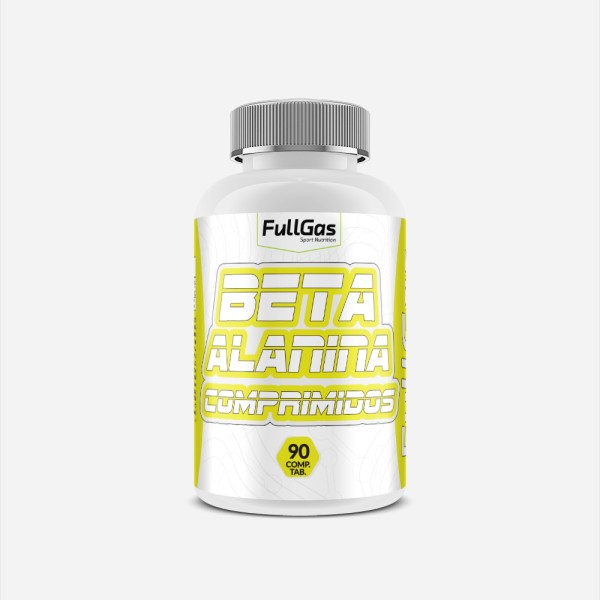 FullGas
Sport Nutrition
BETA
ALANINA
COMPRIMIDOS
90
COMP.
TAB.